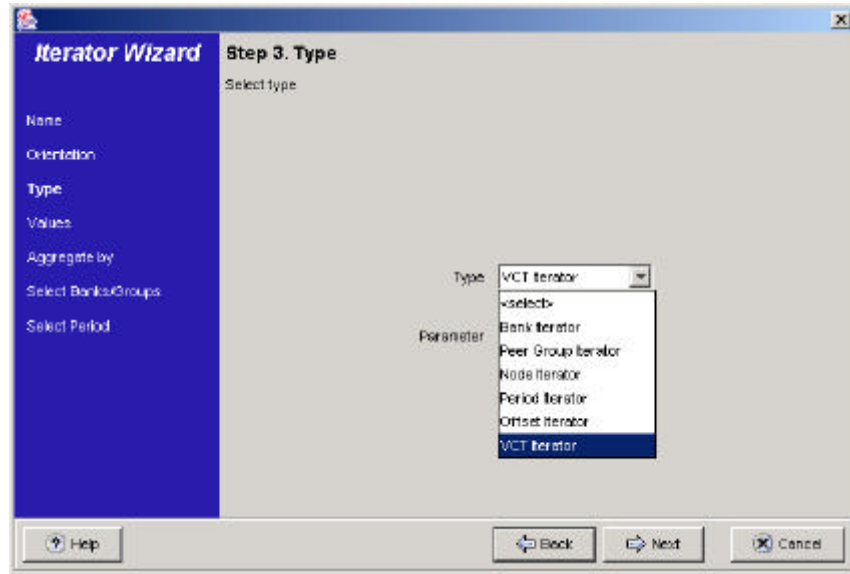 Iterator Wizard
Name
Orientation
Type
Values
Aggregate by
Select Banks/Groups
Select Period
Step 3. Type
Select type
Type
VCT Iterator
<select>
Bank Iterator
Peer Group Iterator
Node Iterator
Period Iterator
Offset Iterator
VCT Iterator
Parameter
Help
Back
Next
Cancel